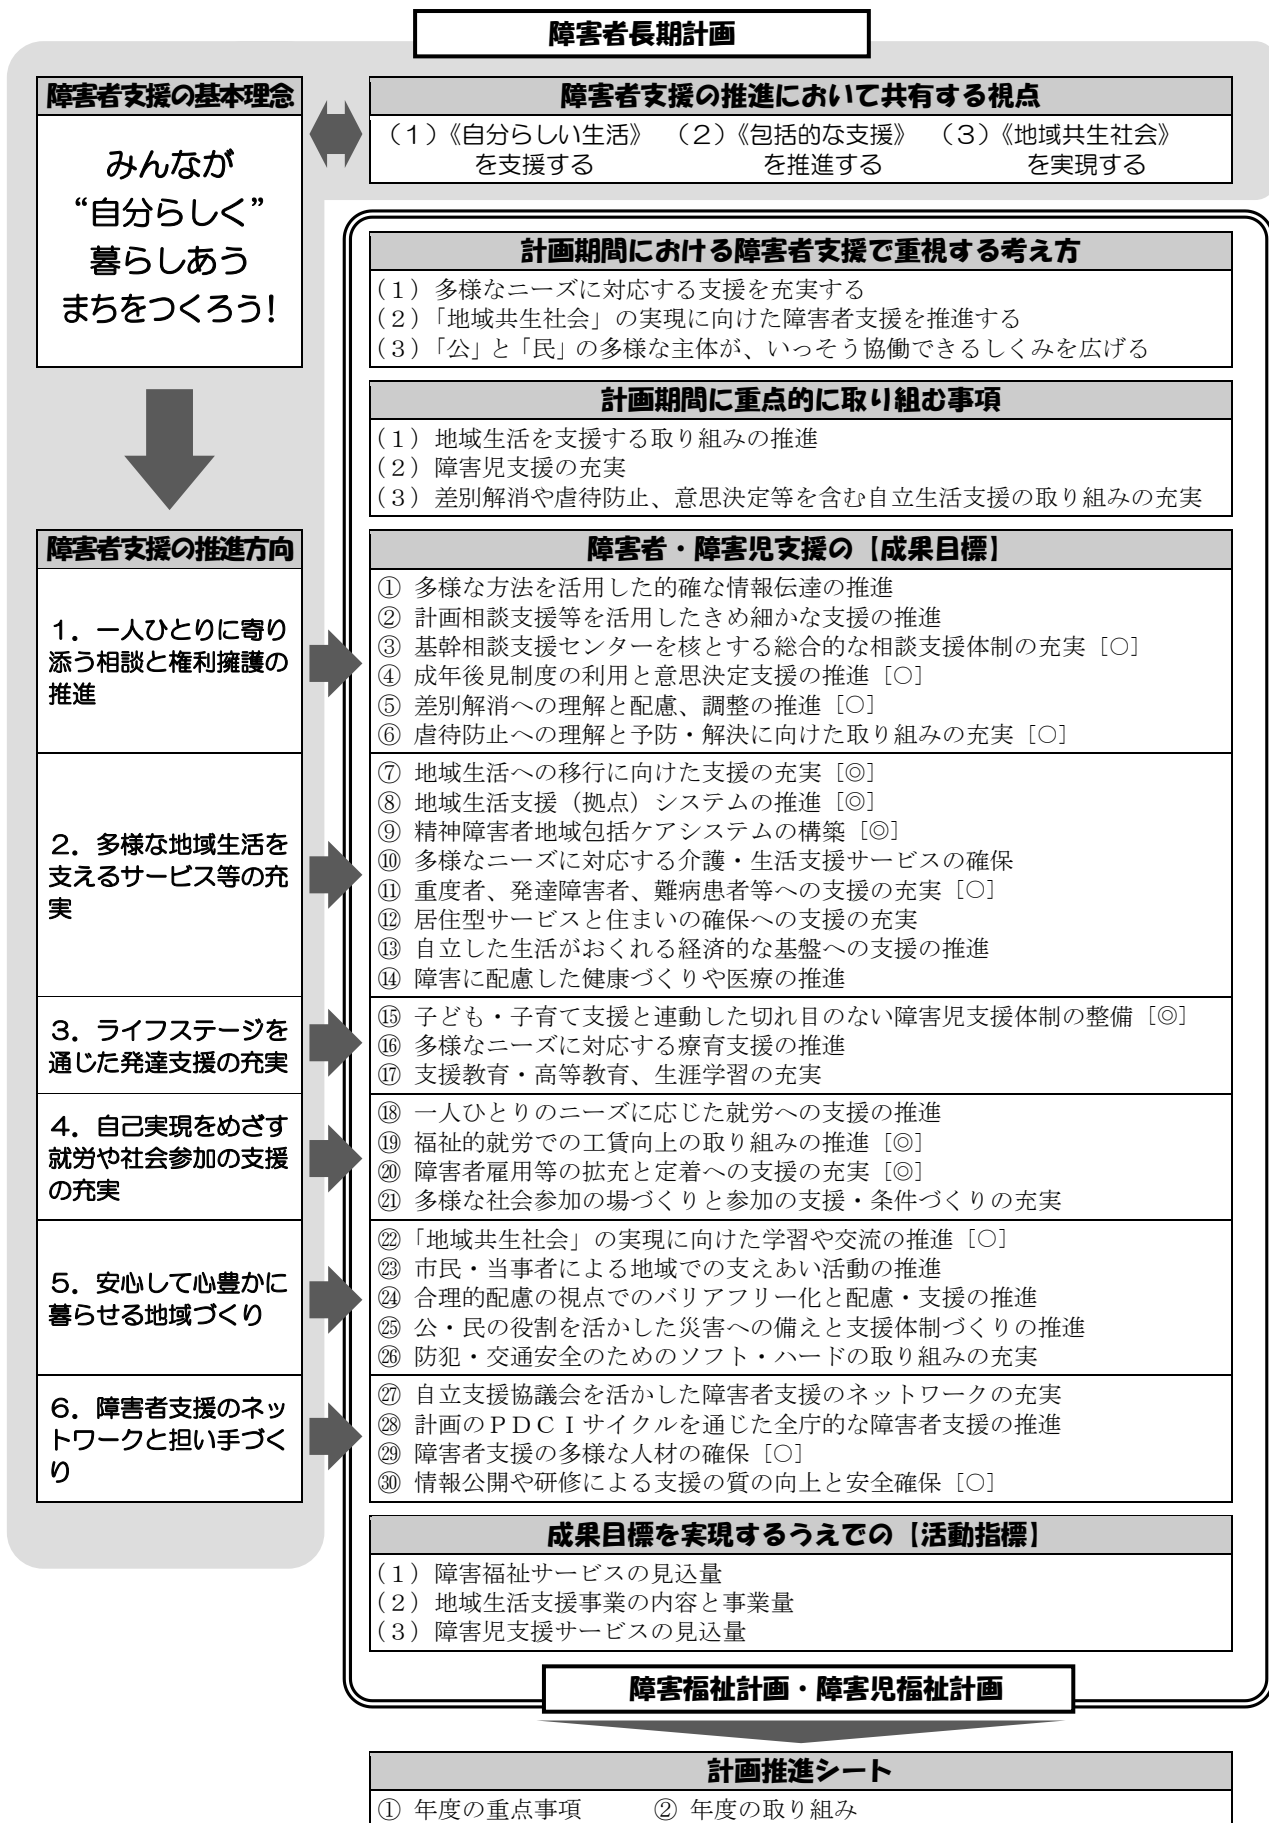 障害者長期計画
障害者支援の基本理念
みんなが
“自分らしく”
暮らしあう
まちをつくろう！
障害者支援の推進において共有する視点
（１）《自分らしい生活》　（２）《包括的な支援》　（３）《地域共生社会》
を支援する　を推進する　を実現する
計画期間における障害者支援で重視する考え方
（１）多様なニーズに対応する支援を充実する
（２）「地域共生社会」の実現に向けた障害者支援を推進する
（３）「公」と「民」の多様な主体が、いっそう協働できるしくみを広げる
計画期間に重点的に取り組む事項
（１）地域生活を支援する取り組みの推進
（２）障害児支援の充実
（３）差別解消や虐待防止、意思決定等を含む自立生活支援の取り組みの充実
障害者支援の推進方向
障害者・障害児支援の【成果目標】
１．一人ひとりに寄り
添う相談と権利擁護の
推進
① 多様な方法を活用した的確な情報伝達の推進
② 計画相談支援等を活用したきめ細かな支援の推進
③ 基幹相談支援センターを核とする総合的な相談支援体制の充実［○］
④ 成年後見制度の利用と意思決定支援の推進［○］
⑤ 差別解消への理解と配慮、調整の推進［○］
⑥ 虐待防止への理解と予防・解決に向けた取り組みの充実［○］
２．多様な地域生活を
支えるサービス等の充
実
⑦ 地域生活への移行に向けた支援の充実［◎］
⑧ 地域生活支援（拠点）システムの推進［◎］
⑨ 精神障害者地域包括ケアシステムの構築［◎］
⑩ 多様なニーズに対応する介護・生活支援サービスの確保
⑪ 重度者、発達障害者、難病患者等への支援の充実［○］
⑫ 居住型サービスと住まいの確保への支援の充実
⑬ 自立した生活がおくれる経済的な基盤への支援の推進
⑭ 障害に配慮した健康づくりや医療の推進
３．ライフステージを
通じた発達支援の充実
⑮ 子ども・子育て支援と連動した切れ目のない障害児支援体制の整備［◎］
⑯ 多様なニーズに対応する療育支援の推進
⑰ 支援教育・高等教育、生涯学習の充実
４．自己実現をめざす
就労や社会参加の支援
の充実
⑱ 一人ひとりのニーズに応じた就労への支援の推進
⑲ 福祉的就労での工賃向上の取り組みの推進［◎］
⑳ 障害者雇用等の拡充と定着への支援の充実［◎］
㉑ 多様な社会参加の場づくりと参加の支援・条件づくりの充実
５．安心して心豊かに
暮らせる地域づくり
㉒「地域共生社会」の実現に向けた学習や交流の推進［○］
㉓ 市民・当事者による地域での支えあい活動の推進
㉔ 合理的配慮の視点でのバリアフリー化と配慮・支援の推進
㉕ 公・民の役割を活かした災害への備えと支援体制づくりの推進
㉖ 防犯・交通安全のためのソフト・ハードの取り組みの充実
６．障害者支援のネッ
トワークと担い手づく
り
㉗ 自立支援協議会を活かした障害者支援のネットワークの充実
㉘ 計画のＰＤＣＩサイクルを通じた全庁的な障害者支援の推進
㉙ 障害者支援の多様な人材の確保［○］
㉚ 情報公開や研修による支援の質の向上と安全確保［○］
成果目標を実現するうえでの【活動指標】
（１）障害福祉サービスの見込量
（２）地域生活支援事業の内容と事業量
（３）障害児支援サービスの見込量
障害福祉計画・障害児福祉計画
計画推進シート
① 年度の重点事項　② 年度の取り組み